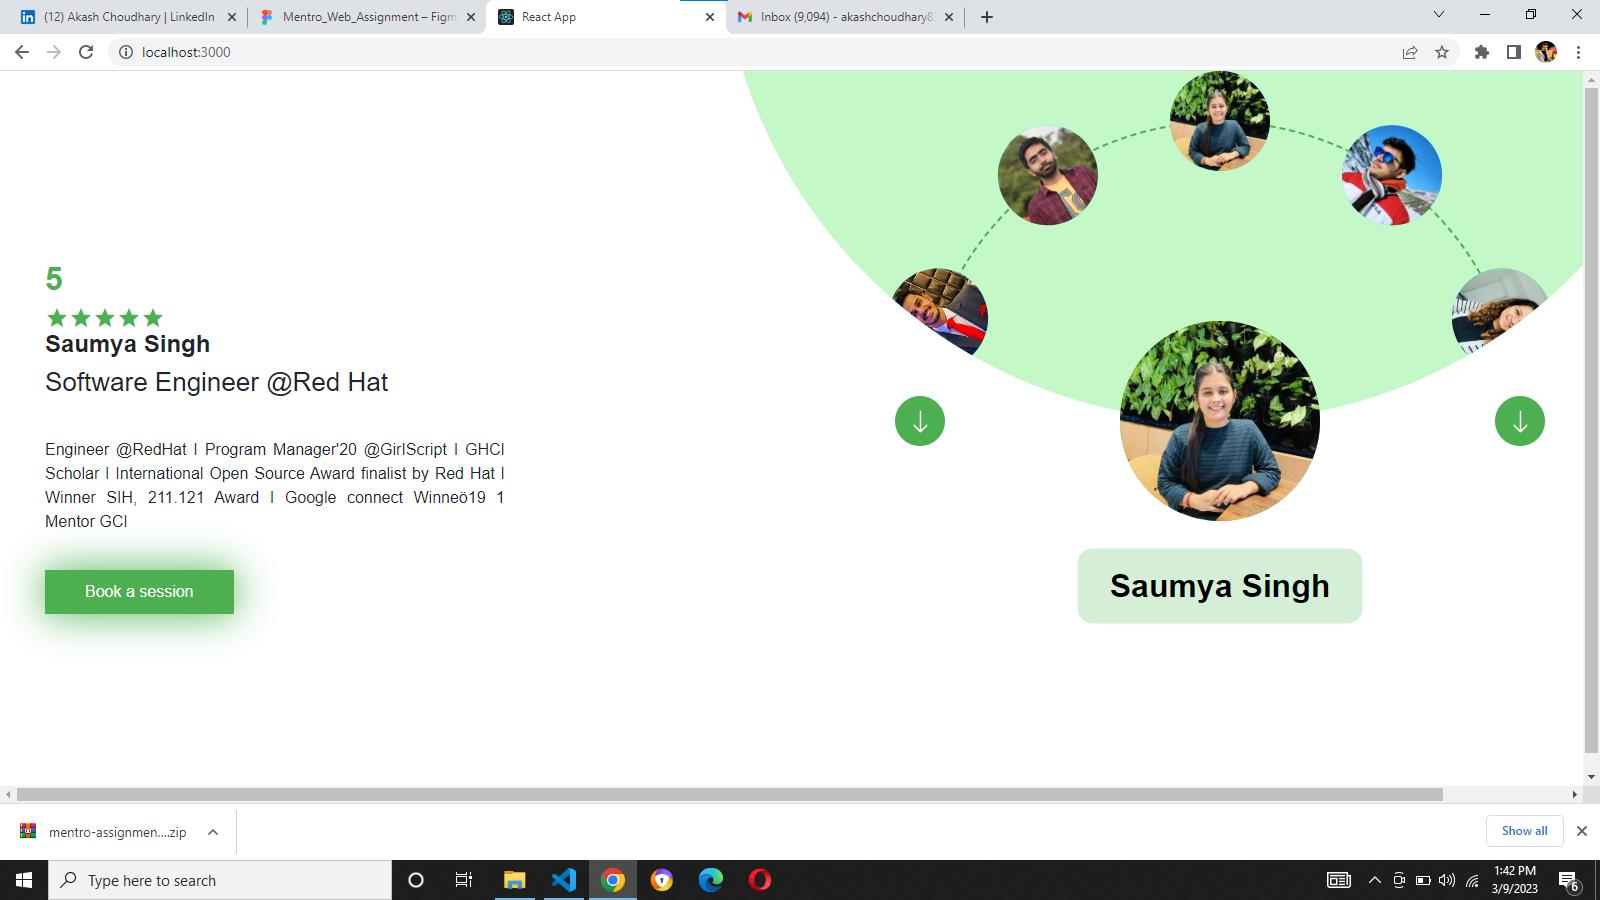 (12) Akash Choudhary | LinkedIn
Mentro_Web_Assignment – Figm
React App
Inbox (9,094) - akashchoudhary8
localhost:3000
5
Saumya Singh
Software Engineer @Red Hat
Engineer @RedHat I Program Manager'20 @GirlScript I GHCI
Scholar I International Open Source Award finalist by Red Hat I
Winner SIH, 211.121 Award I Google connect Winneö19 1
Mentor GCI
Book a session
Saumya Singh
mentro-assignmen....zip
Show all
Type here to search
1:42 PM
3/9/2023
6